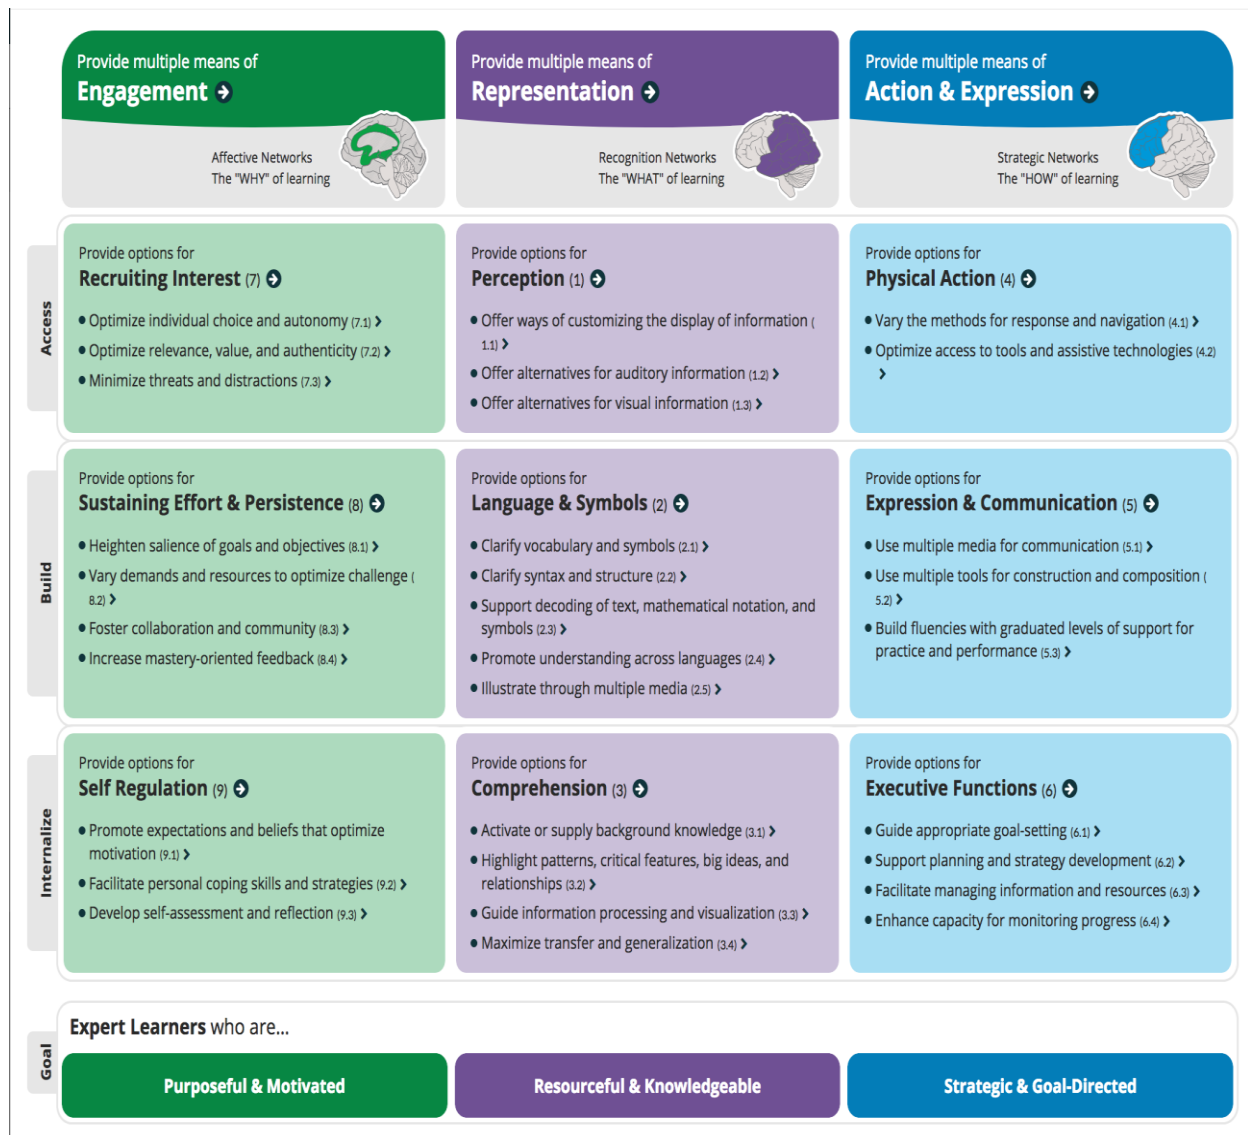 Provide multiple means of
Engagement
Affective Networks
The "WHY" of learning
Provide multiple means of
Representation
Recognition Networks
The "WHAT" of learning
Provide multiple means of
Action & Expression
Strategic Networks
The "HOW" of learning
Access
Provide options for
Recruiting Interest (7)
Optimize individual choice and autonomy (7.1)
Optimize relevance, value, and authenticity (7.2)
Minimize threats and distractions (7.3)
Provide options for
Perception (1)
Offer ways of customizing the display of information (
1.1)
Offer alternatives for auditory information (1.2)
Offer alternatives for visual information (1.3)
Provide options for
Physical Action (4)
Vary the methods for response and navigation (4.1)
Optimize access to tools and assistive technologies (4.2)
Build
Provide options for
Sustaining Effort & Persistence (8)
Heighten salience of goals and objectives (8.1)
Vary demands and resources to optimize challenge (
8.2)
Foster collaboration and community (8.3)
Increase mastery-oriented feedback (8.4)
Provide options for
Language & Symbols (2)
Clarify vocabulary and symbols (2.1)
Clarify syntax and structure (2.2)
Support decoding of text, mathematical notation, and
symbols (2.3)
Promote understanding across languages (2.4)
Illustrate through multiple media (2.5)
Provide options for
Expression & Communication (5)
Use multiple media for communication (5.1)
Use multiple tools for construction and composition (
5.2)
Build fluencies with graduated levels of support for
practice and performance (5.3)
Internalize
Provide options for
Self Regulation (9)
Promote expectations and beliefs that optimize
motivation (9.1)
Facilitate personal coping skills and strategies (9.2)
Develop self-assessment and reflection (9.3)
Provide options for
Comprehension (3)
Activate or supply background knowledge (3.1)
Highlight patterns, critical features, big ideas, and
relationships (3.2)
Guide information processing and visualization (3.3)
Maximize transfer and generalization (3.4)
Provide options for
Executive Functions (6)
Guide appropriate goal-setting (6.1)
Support planning and strategy development (6.2)
Facilitate managing information and resources (6.3)
Enhance capacity for monitoring progress (6.4)
Goal
Expert Learners who are...
Purposeful & Motivated
Resourceful & Knowledgeable
Strategic & Goal-Directed